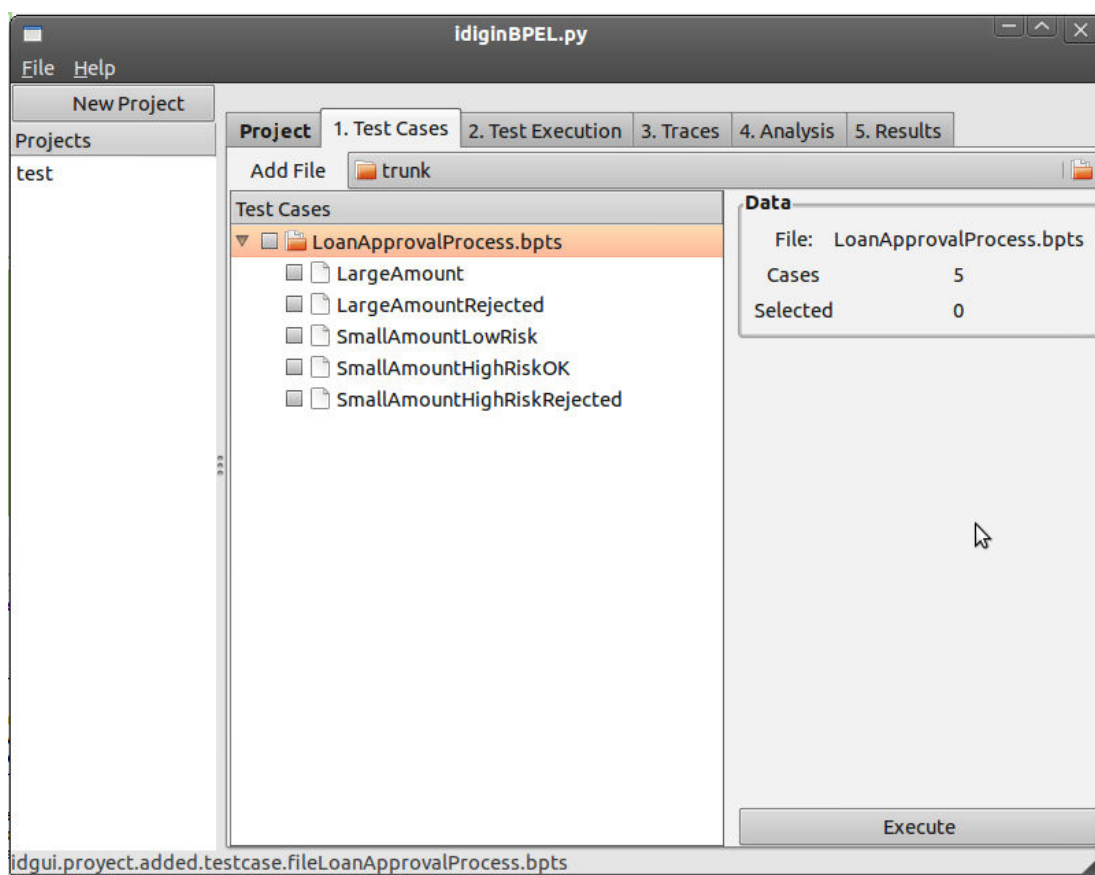 idiginBPEL.py
File Help
New Project
Projects
test
Project 1. Test Cases 2. Test Execution 3. Traces 4. Analysis 5. Results
Add File trunk
Test Cases
LoanApprovalProcess.bpts
LargeAmount
LargeAmountRejected
SmallAmountLowRisk
SmallAmountHighRiskOK
SmallAmountHighRiskRejected
Data
File: LoanApprovalProcess.bpts
Cases 5
Selected 0
Execute
idgui.proyect.added.testcase.fileLoanApprovalProcess.bpts